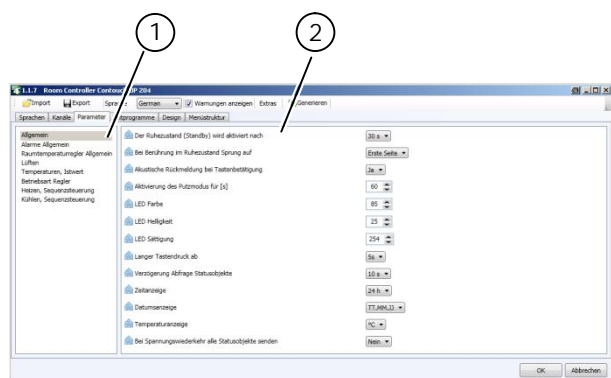 1
2
1.1.7 Room Controller Contouch UP 204
Import Export German Warnungen anzeigen Extras Generieren
Sprachen Kanäle Parameter Design Menüstruktur
Allgemein
Alarme Allgemein
Raumtemperaturregler Allgemein
Lüften
Temperaturen, Istwert
Betriebsart Regler
Heizen, Sequenzsteuerung
Kühlen, Sequenzsteuerung
Der Ruhezustand (Standby) wird aktiviert nach 30 s
Bei Berührung im Ruhezustand Sprung auf Erste Seite
Akustische Rückmeldung bei Tastenbetätigung Ja
Aktivierung des Putzmodus für [s] 60
LED Farbe 85
LED Helligkeit 25
LED Sättigung 254
Langer Tastendruck ab 5s
Verzögerung Abfrage Statusobjekte 10 s
Zeitanzeige 24 h
Datumsanzeige TT.MM.JJ
Temperaturanzeige °C
Bei Spannungswiederkehr alle Statusobjekte senden Nein
OK Abbrechen